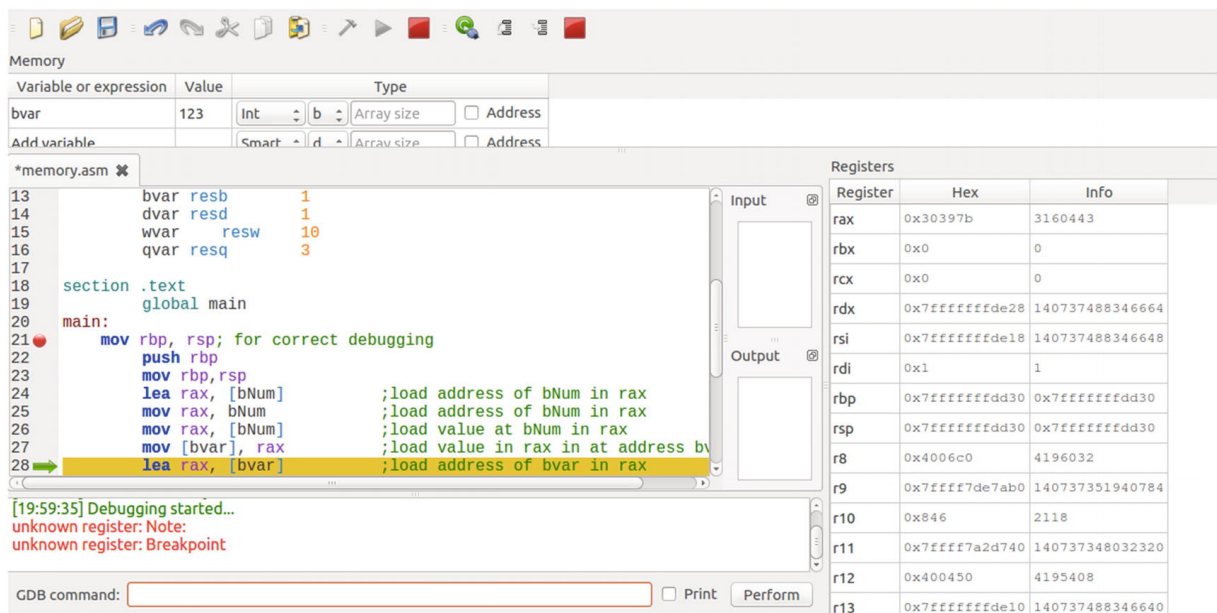 Memory
Variable or expression Value Type
bvar 123 Int b Array size Address
Add variable Smart d Array size Address
*memory.asm
13 bvar resb 1
14 dvar resd 1
15 wvar resw 10
16 qvar resq 3
17
18 section .text
19 global main
20 main:
21 mov rbp, rsp; for correct debugging
22 push rbp
23 mov rbp,rsp
24 lea rax, [bNum] ;load address of bNum in rax
25 mov rax, bNum ;load address of bNum in rax
26 mov rax, [bNum] ;load value at bNum in rax
27 mov [bvar], rax ;load value in rax in at address bv
28 lea rax, [bvar] ;load address of bvar in rax
Input
Output
[19:59:35] Debugging started...
unknown register: Note:
unknown register: Breakpoint
GDB command: Print Perform
Registers
Register Hex Info
rax 0x30397b 3160443
rbx 0x0 0
rcx 0x0 0
rdx 0x7fffffffde28 140737488346664
rsi 0x7fffffffde18 140737488346648
rdi 0x1 1
rbp 0x7fffffffdd30 0x7fffffffdd30
rsp 0x7fffffffdd30 0x7fffffffdd30
r8 0x4006c0 4196032
r9 0x7ffff7de7ab0 140737351940784
r10 0x846 2118
r11 0x7ffff7a2d740 140737348032320
r12 0x400450 4195408
r13 0x7fffffffde10 140737488346640